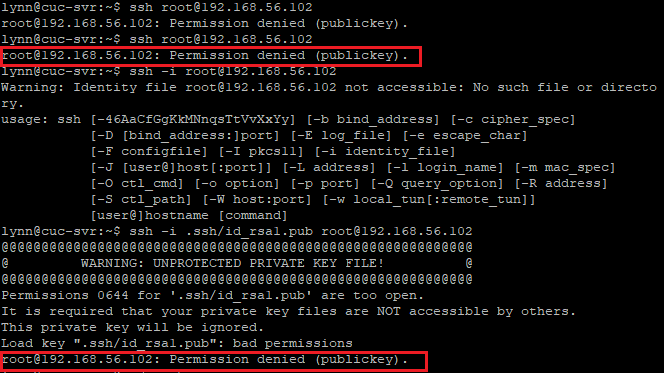 lynn@cuc-svr:~$ ssh root@192.168.56.102
root@192.168.56.102: Permission denied (publickey).
lynn@cuc-svr:~$ ssh root@192.168.56.102
root@192.168.56.102: Permission denied (publickey).
lynn@cuc-svr:~$ ssh -i root@192.168.56.102
Warning: Identity file root@192.168.56.102 not accessible: No such file or directo
ry.
usage: ssh [-46AaCfGgKkMNnqsTtVvXxYy] [-b bind_address] [-c cipher_spec]
[-D [bind_address:]port] [-E log_file] [-e escape_char]
[-F configfile] [-I pkcs11] [-i identity_file]
[-J [user@]host[:port]] [-L address] [-l login_name] [-m mac_spec]
[-O ctl_cmd] [-o option] [-p port] [-Q query_option] [-R address]
[-S ctl_path] [-W host:port] [-w local_tun[:remote_tun]]
[user@]hostname [command]
lynn@cuc-svr:~$ ssh -i .ssh/id_rsa1.pub root@192.168.56.102
@@@@@@@@@@@@@@@@@@@@@@@@@@@@@@@@@@@@@@@@@@@@@@@@@@@@@@@@@@@
@ WARNING: UNPROTECTED PRIVATE KEY FILE! @
@@@@@@@@@@@@@@@@@@@@@@@@@@@@@@@@@@@@@@@@@@@@@@@@@@@@@@@@@@@
Permissions 0644 for '.ssh/id_rsa1.pub' are too open.
It is required that your private key files are NOT accessible by others.
This private key will be ignored.
Load key ".ssh/id_rsa1.pub": bad permissions
root@192.168.56.102: Permission denied (publickey).